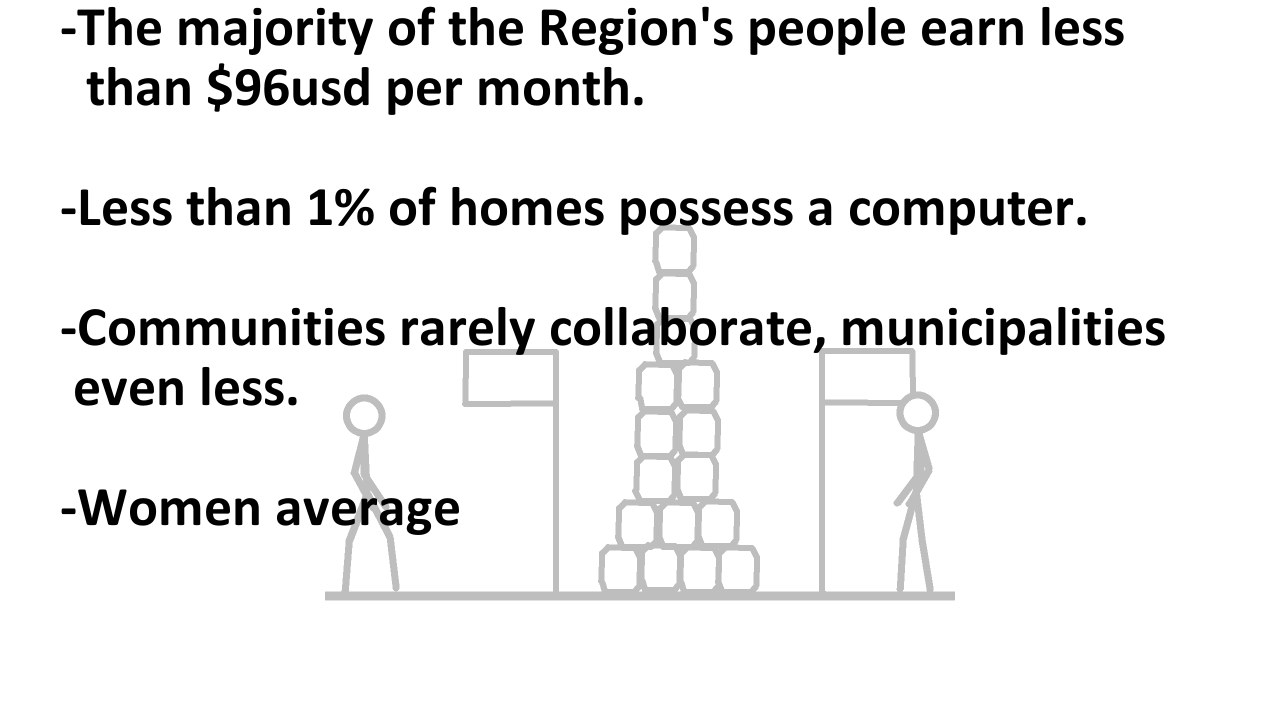 -The majority of the Region's people earn less
than $96usd per month.
-Less than 1% of homes possess a computer.
-Communities rarely collaborate, municipalities
even less.
-Women average